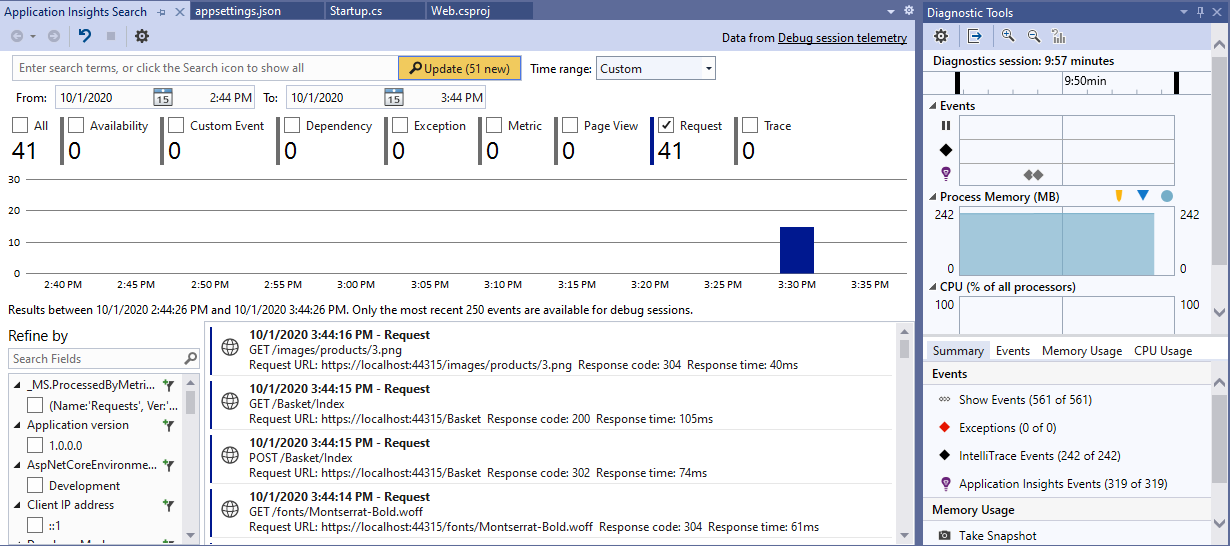 Application Insights Search
appsettings.json
Startup.cs
Web.csproj
Data from Debug session telemetry
Enter search terms, or click the Search icon to show all
Update (51 new)
Time range:
Custom
From:
10/1/2020
15
2:44 PM
To:
10/1/2020
15
3:44 PM
All
Availability
Custom Event
Dependency
Exception
Metric
Page View
Request
Trace
41
0
0
0
0
0
0
41
0
30
20
10
0
2:40 PM
2:45 PM
2:50 PM
2:55 PM
3:00 PM
3:05 PM
3:10 PM
3:15 PM
3:20 PM
3:25 PM
3:30 PM
3:35 PM
Results between 10/1/2020 2:44:26 PM and 10/1/2020 3:44:26 PM. Only the most recent 250 events are available for debug sessions.
Refine by
Search Fields
_MS.ProcessedByMetri...
(Name:'Requests', Ver:'...
Application version
1.0.0.0
AspNetCoreEnvironme...
Development
Client IP address
::1
10/1/2020 3:44:16 PM - Request
GET /images/products/3.png
Request URL: https://localhost:44315/images/products/3.png Response code: 304 Response time: 40ms
10/1/2020 3:44:15 PM - Request
GET /Basket/Index
Request URL: https://localhost:44315/Basket Response code: 200 Response time: 105ms
10/1/2020 3:44:15 PM - Request
POST /Basket/Index
Request URL: https://localhost:44315/Basket Response code: 302 Response time: 74ms
10/1/2020 3:44:14 PM - Request
GET /fonts/Montserrat-Bold.woff
Request URL: https://localhost:44315/fonts/Montserrat-Bold.woff Response code: 304 Response time: 61ms
Diagnostic Tools
Diagnostics session: 9:57 minutes
9:50min
Events
Process Memory (MB)
242
242
0
0
CPU (% of all processors)
100
100
Summary
Events
Memory Usage
CPU Usage
Events
Show Events (561 of 561)
Exceptions (0 of 0)
IntelliTrace Events (242 of 242)
Application Insights Events (319 of 319)
Memory Usage
Take Snapshot